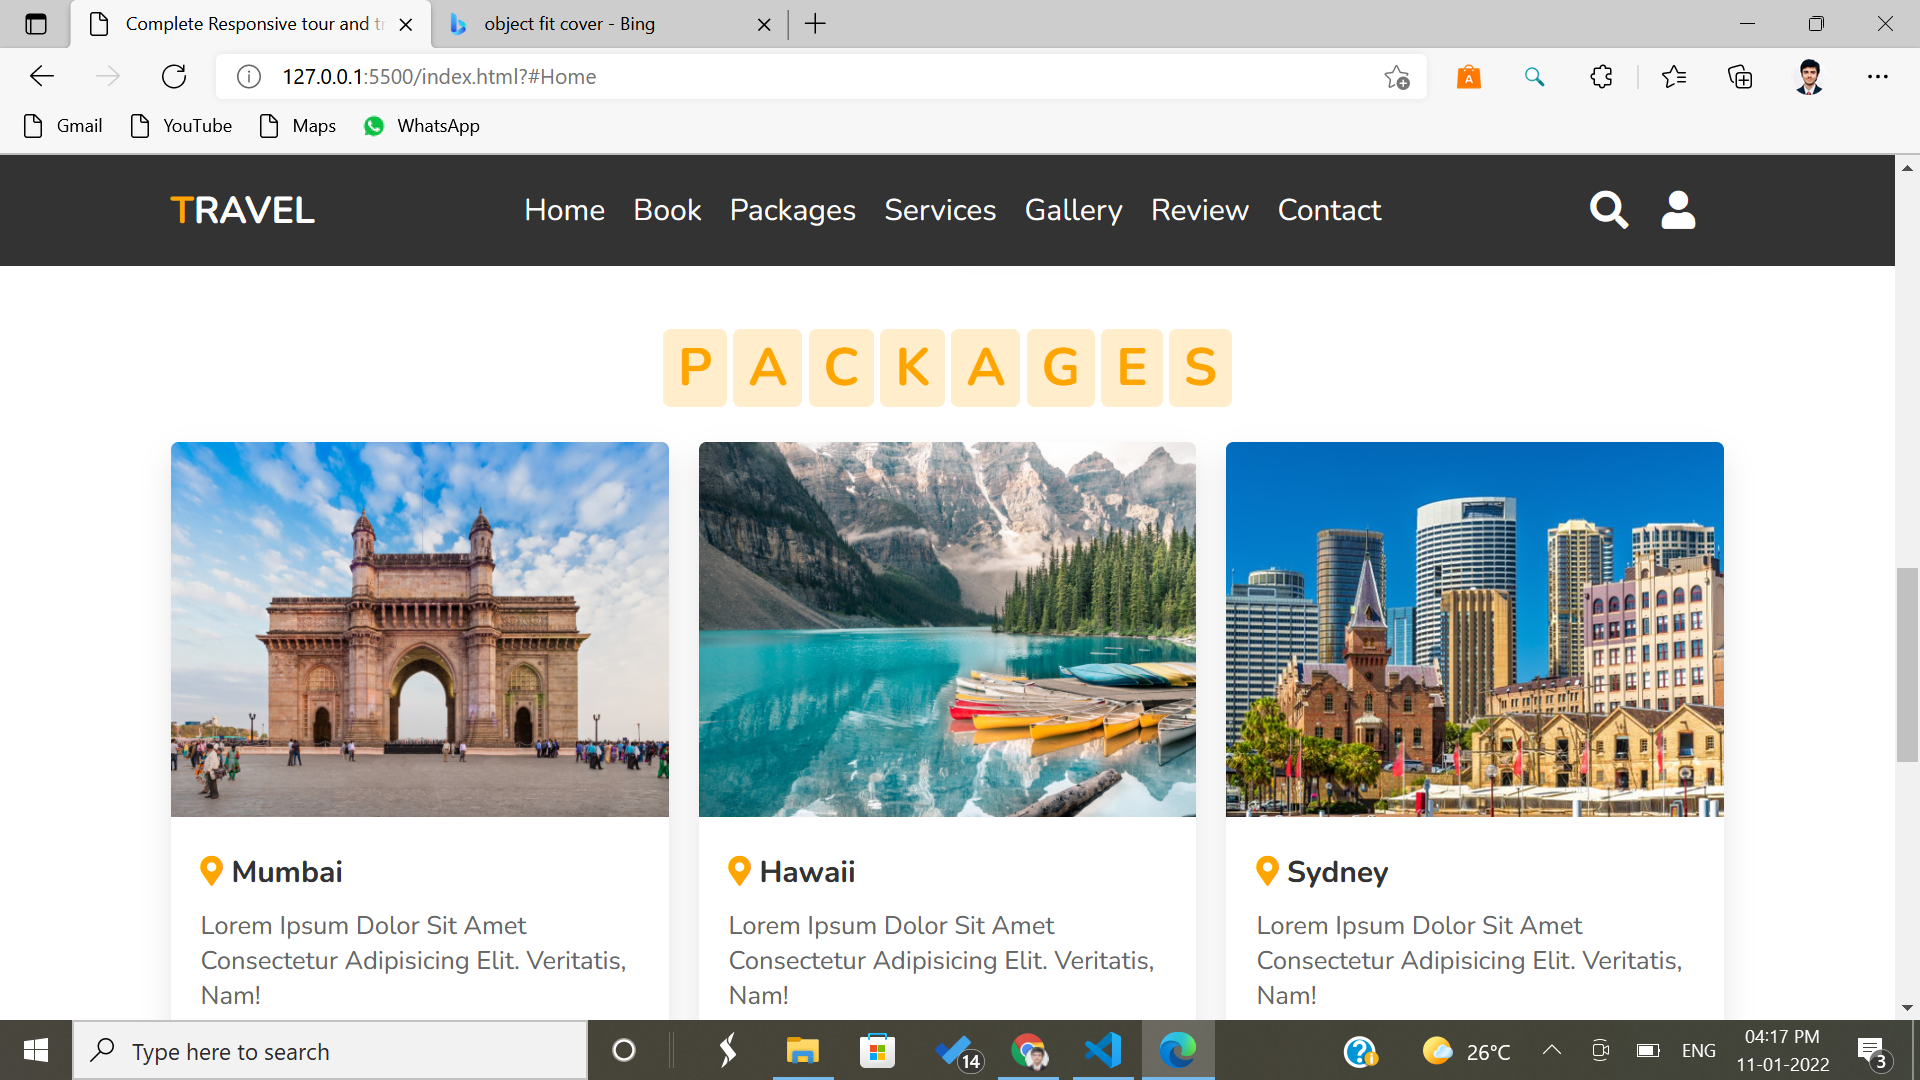 Complete Responsive tour and tr
object fit cover - Bing
127.0.0.1:5500/index.html?#Home
A
Gmail YouTube Maps WhatsApp
TRAVEL Home Book Packages Services Gallery Review Contact
PACKAGES
Mumbai
Lorem Ipsum Dolor Sit Amet
Consectetur Adipisicing Elit. Veritatis,
Nam!
Hawaii
Lorem Ipsum Dolor Sit Amet
Consectetur Adipisicing Elit. Veritatis,
Nam!
Sydney
Lorem Ipsum Dolor Sit Amet
Consectetur Adipisicing Elit. Veritatis,
Nam!
Type here to search
14
26°C
ENG
04:17 PM
11-01-2022
3